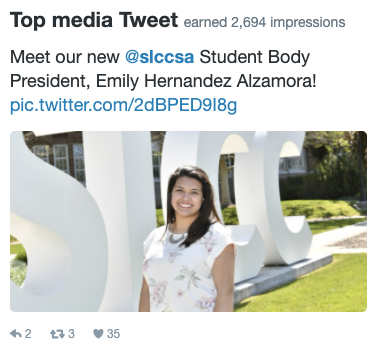 Top media Tweet earned 2,694 impressions
Meet our new @slccsa Student Body
President, Emily Hernandez Alzamora!
pic.twitter.com/2dBPED9I8g
SLCC
2 3 35